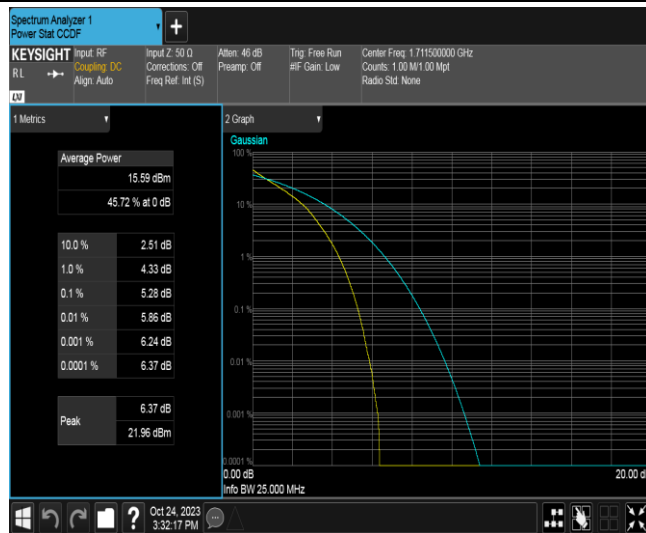 Spectrum Analyzer 1
Power Stat CCDF
+
KEYSIGHT
RL
LXI
Input: RF
Coupling: DC
Align: Auto
Input Z: 50 Ω
Corrections: Off
Freq Ref: Int (S)
Atten: 46 dB
Preamp: Off
Trig: Free Run
#IF Gain: Low
Center Freq: 1.711500000 GHz
Counts: 1.00 M/1.00 Mpt
Radio Std: None
1 Metrics
Average Power
15.59 dBm
45.72 % at 0 dB
10.0 % 2.51 dB
1.0 % 4.33 dB
0.1 % 5.28 dB
0.01 % 5.86 dB
0.001 % 6.24 dB
0.0001 % 6.37 dB
Peak
6.37 dB
21.96 dBm
2 Graph
Gaussian
100 %
10 %
1 %
0.1 %
0.01 %
0.001 %
0.0001 %
0.00 dB
20.00 d
Info BW 25.000 MHz
?
Oct 24, 2023
3:32:17 PM